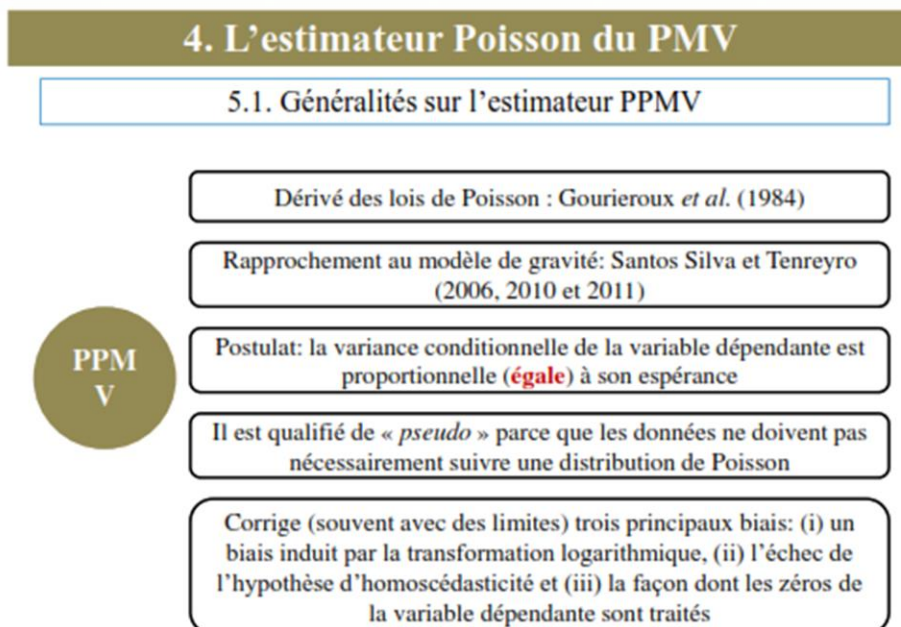 4. L’estimateur Poisson du PMV
5.1. Généralités sur l’estimateur PPMV
Dérivé des lois de Poisson : Gourieroux et al. (1984)
Rapprochement au modèle de gravité: Santos Silva et Tenreyro
(2006, 2010 et 2011)
PPM
V
Postulat: la variance conditionnelle de la variable dépendante est
proportionnelle (égale) à son espérance
Il est qualifié de « pseudo » parce que les données ne doivent pas
nécessairement suivre une distribution de Poisson
Corrige (souvent avec des limites) trois principaux biais: (i) un
biais induit par la transformation logarithmique, (ii) l’échec de
l’hypothèse d’homoscédasticité et (iii) la façon dont les zéros de
la variable dépendante sont traités